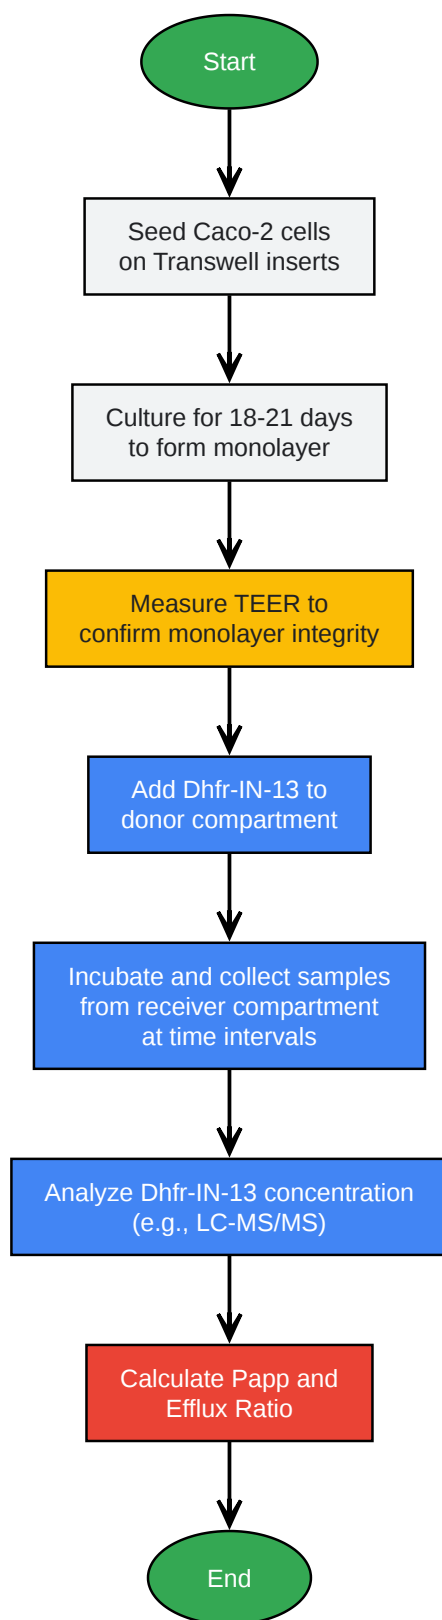 Start
Seed Caco-2 cells
on Transwell inserts
Culture for 18-21 days
to form monolayer
Measure TEER to
confirm monolayer integrity
Add Dhfr-IN-13 to
donor compartment
Incubate and collect samples
from receiver compartment
at time intervals
Analyze Dhfr-IN-13 concentration
(e.g., LC-MS/MS)
Calculate Papp and
Efflux Ratio
End